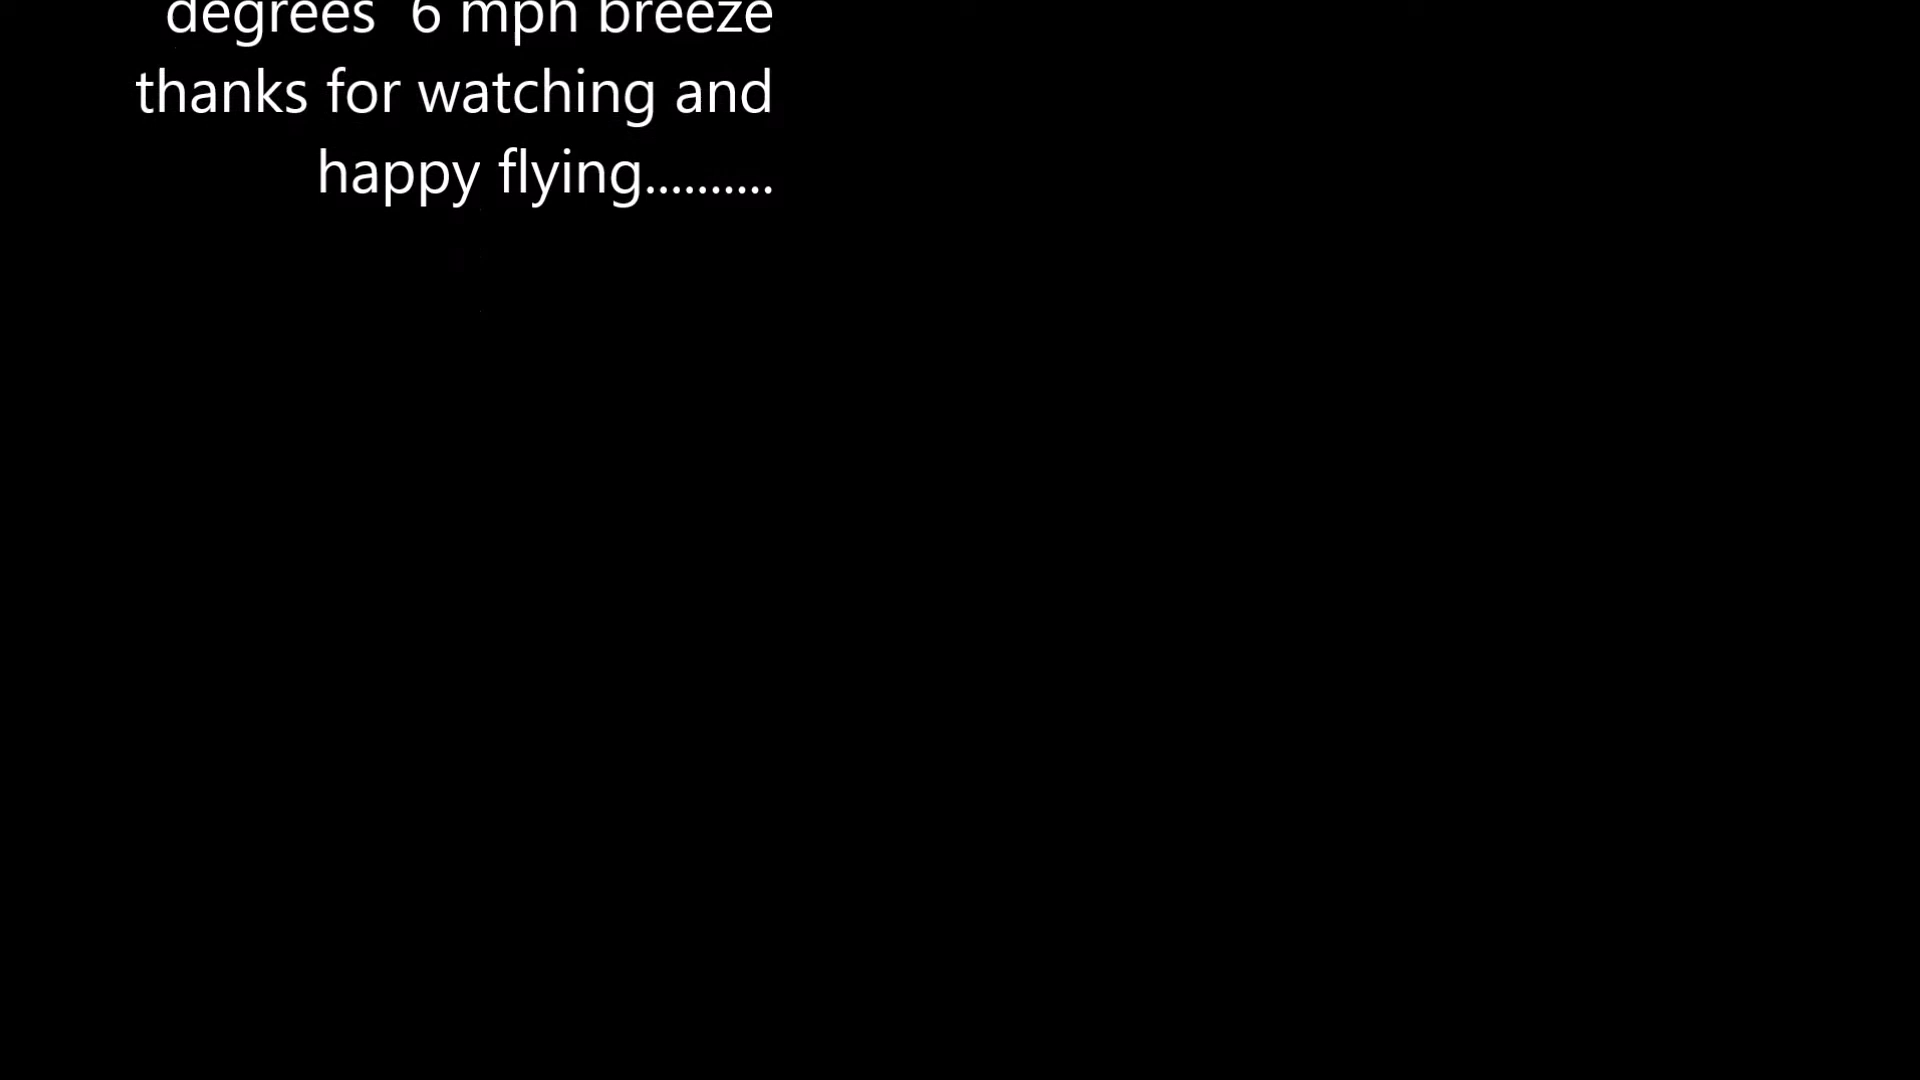 degrees  6 mph breeze
thanks for watching and
happy flying..........